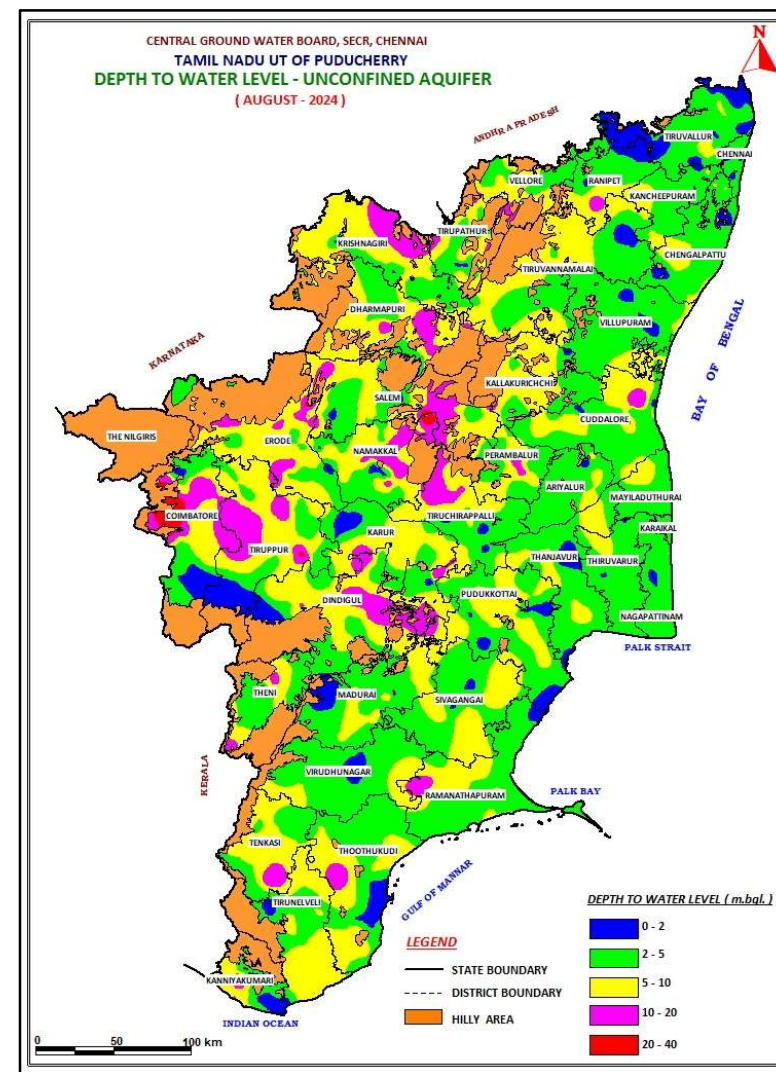 CENTRAL GROUND WATER BOARD, SECR, CHENNAI
TAMIL NADU UT OF PUDUCHERRY
DEPTH TO WATER LEVEL - UNCONFINED AQUIFER
( AUGUST - 2024 )
N
ANDHRA PRADESH
TIRUVALLUR
CHENNAI
VELLORE
RANIPET
KANCHEEPURAM
TIRUPATHUR
KRISHNAGIRI
CHENGALPATTU
TIRUVANNAMALAI
DHARMAPURI
VILLUPURAM
KARNATAKA
BAY OF BENGAL
KALLAKURICHCHI
SALEM
CUDDALORE
THE NILGIRIS
ERODE
NAMAKKAL
PERAMBALUR
ARIYALUR
MAYILADUTHURAI
COIMBATORE
TIRUCHIRAPPALLI
KARAIKAL
KARUR
TIRUPPUR
THANJAVUR
THIRUVARUR
DINDIGUL
PUDUKKOTTAI
NAGAPATTINAM
PALK STRAIT
THENI
MADURAI
SIVAGANGAI
KERALA
VIRUDHUNAGAR
RAMANATHAPURAM
PALK BAY
TENKASI
THOOTHUKUDI
GULF OF MANNAR
TIRUNELVELI
KANNIYAKUMARI
INDIAN OCEAN
0 50 100 km
LEGEND
STATE BOUNDARY
DISTRICT BOUNDARY
HILLY AREA
DEPTH TO WATER LEVEL ( m.bgl. )
0 - 2
2 - 5
5 - 10
10 - 20
20 - 40